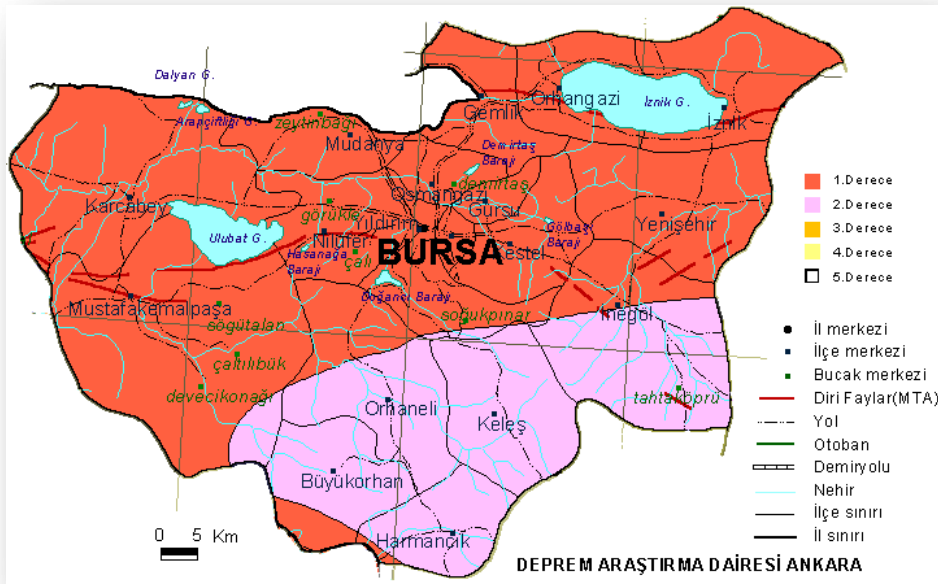 Dalyan G.
Arapçiftliği G.
zeytinbağı
Mudanya
Gemlik
Orhangazi
İznik G.
İznik
Demirtaş
Barajı
Osmangazi
demirtaş
Gürsu
Karcabey
görükle
Yıldırım
Gölbaşı
Barajı
Yenişehir
Ulubat G.
Nilüfer
BURSA
Kestel
çalı
Hasanağa
Barajı
Doğancı Barajı
Mustafakemalpaşa
söğütalan
soğukpınar
İnegöl
çaltılıbük
devecikonağı
Orhaneli
Keleş
tahtaköprü
Büyükorhan
Harmancık
1.Derece
2.Derece
3.Derece
4.Derece
5.Derece
İl merkezi
İlçe merkezi
Bucak merkezi
Diri Faylar(MTA)
Yol
Otoban
Demiryolu
Nehir
İlçe sınırı
İl sınırı
0 5 Km
DEPREM ARAŞTIRMA DAİRESİ ANKARA